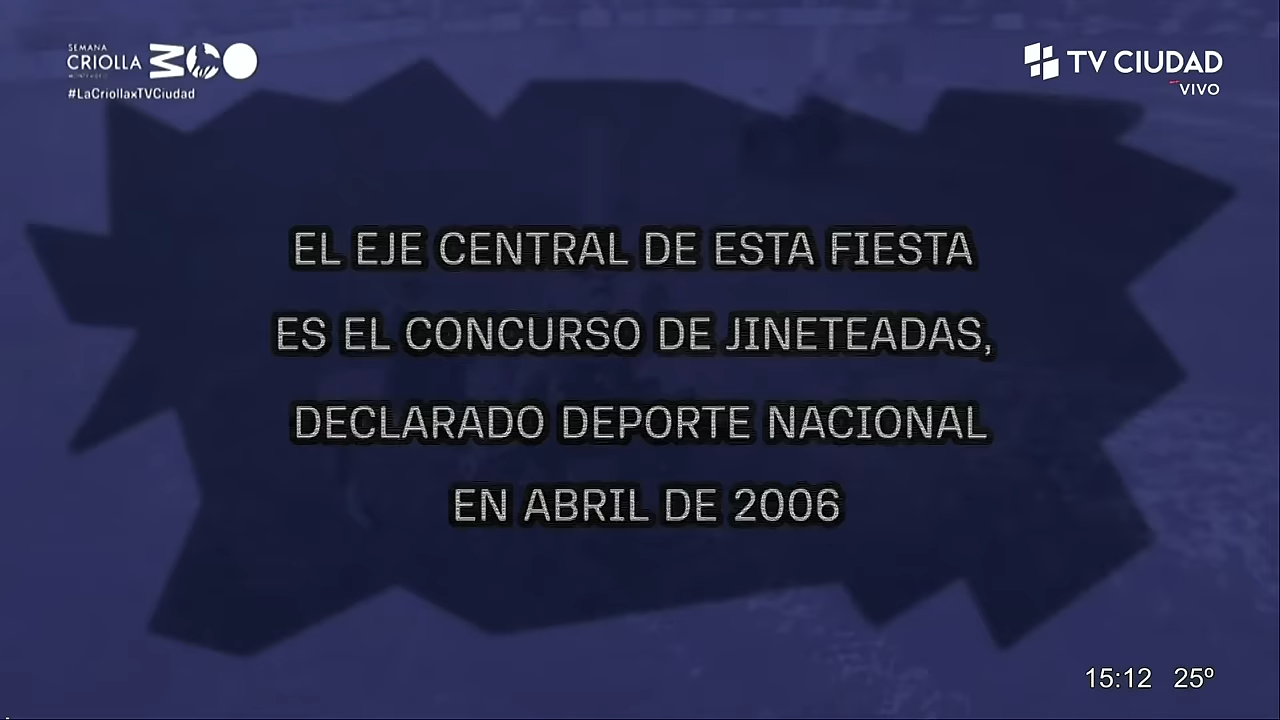 SEMANA
CRIOLLA
MONTEVIDEO
#LaCriollaxTVCiudad
TV CIUDAD
VIVO
EL EJE CENTRAL DE ESTA FIESTA
ES EL CONCURSO DE JINETEADAS,
DECLARADO DEPORTE NACIONAL
EN ABRIL DE 2006
15:12 25º